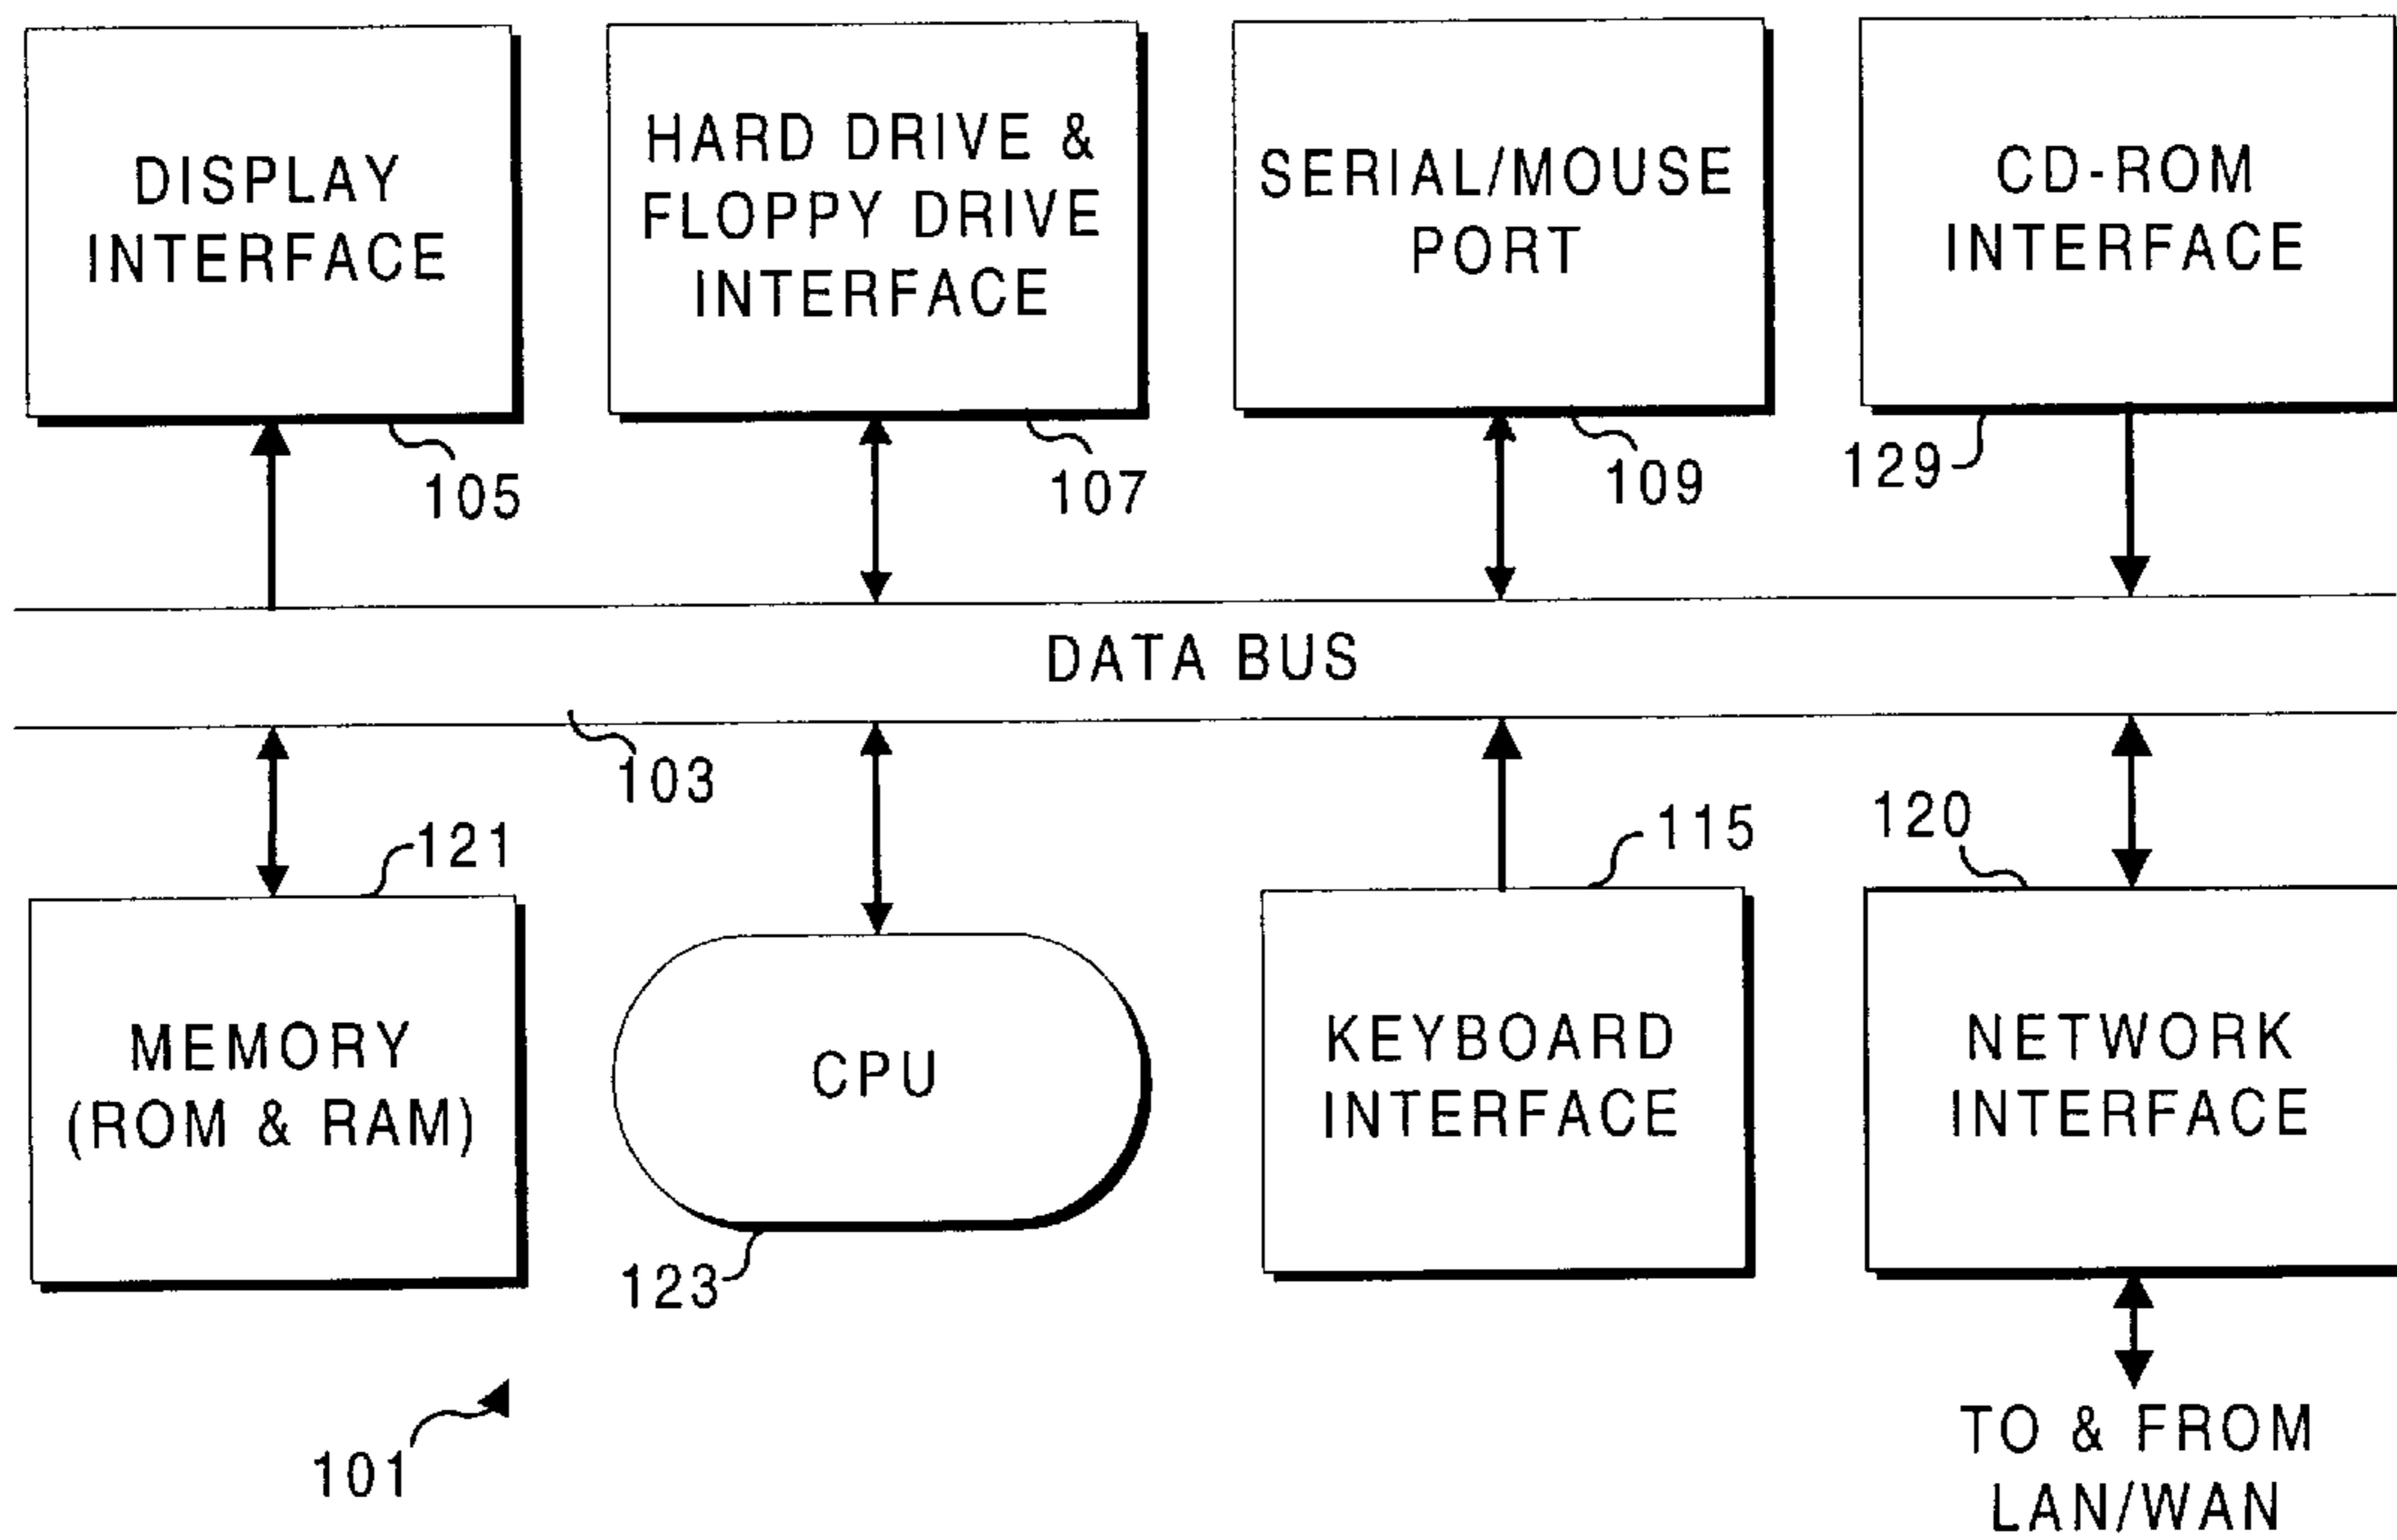 DISPLAY
INTERFACE
105
HARD DRIVE &
FLOPPY DRIVE
INTERFACE
107
SERIAL/MOUSE
PORT
109
CD-ROM
INTERFACE
129
DATA BUS
103
121
MEMORY
(ROM & RAM)
CPU
123
115
KEYBOARD
INTERFACE
120
NETWORK
INTERFACE
TO & FROM
LAN/WAN
101